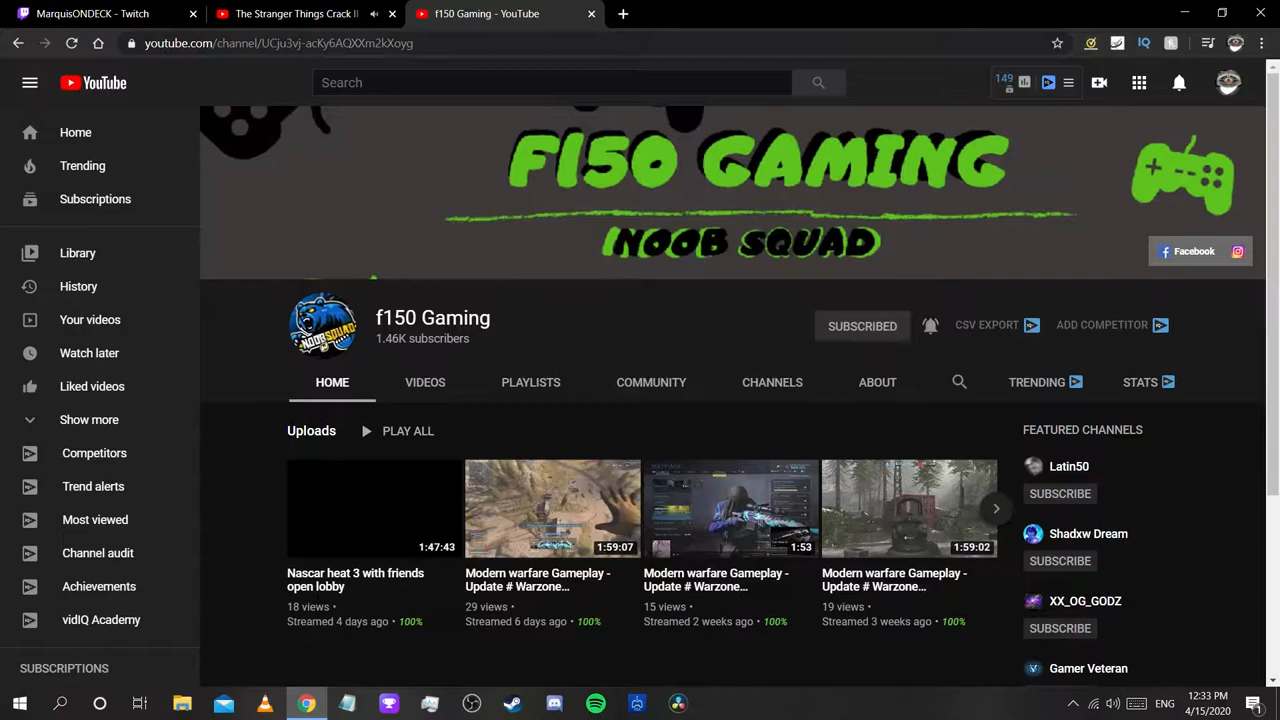 MarquisONDECK - Twitch
The Stranger Things Crack I
f150 Gaming - YouTube
youtube.com/channel/UCju3vj-acKy6AQXXm2kXoyg
YouTube
Search
149
Home
Trending
Subscriptions
Library
History
Your videos
Watch later
Liked videos
Show more
Competitors
Trend alerts
Most viewed
Channel audit
Achievements
vidIQ Academy
SUBSCRIPTIONS
F150 GAMING
NOOB SQUAD
Facebook
NOOBSQUAD
f150 Gaming
1.46K subscribers
SUBSCRIBED
CSV EXPORT
ADD COMPETITOR
HOME
VIDEOS
PLAYLISTS
COMMUNITY
CHANNELS
ABOUT
TRENDING
STATS
Uploads
PLAY ALL
1:47:43
Nascar heat 3 with friends
open lobby
18 views •
Streamed 4 days ago • 100%
1:59:07
Modern warfare Gameplay -
Update # Warzone...
29 views •
Streamed 6 days ago • 100%
1:53
Modern warfare Gameplay -
Update # Warzone...
15 views •
Streamed 2 weeks ago • 100%
1:59:02
Modern warfare Gameplay -
Update # Warzone...
19 views •
Streamed 3 weeks ago • 100%
FEATURED CHANNELS
Latin50
SUBSCRIBE
Shadxw Dream
SUBSCRIBE
XX_OG_GODZ
SUBSCRIBE
Gamer Veteran
ENG
12:33 PM
4/15/2020
1